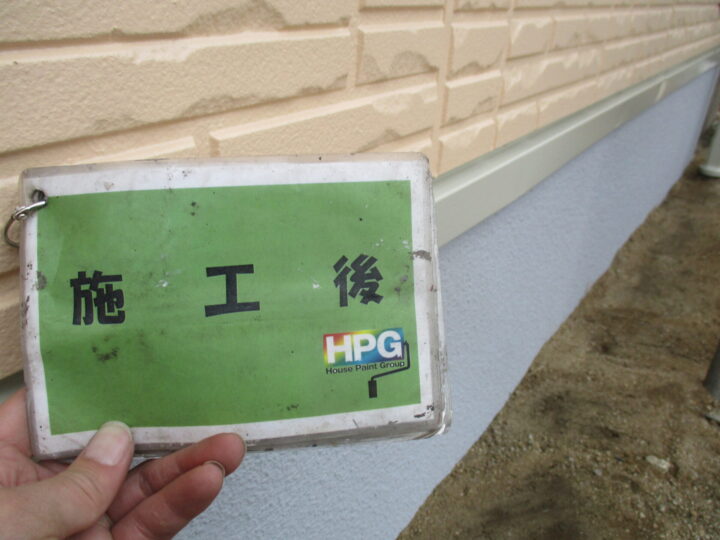 施工後
HPG
House Paint Group